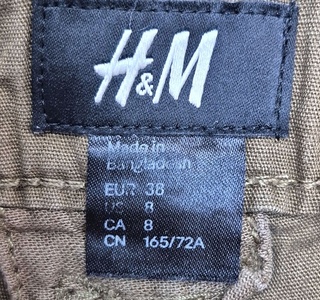 H&M
Made in
Bangladesh
EUR 38
US 8
CA 8
CN 165/72A